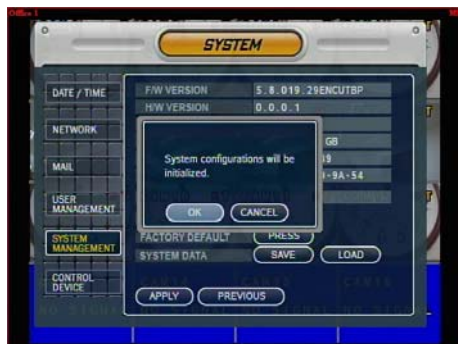 Office 1
SYSTEM
DATE / TIME
NETWORK
MAIL
USER
MANAGEMENT
SYSTEM
MANAGEMENT
CONTROL
DEVICE
F/W VERSION 5.8.019.29ENCUTBP
H/W VERSION 0.0.0.1
GB
-9A-54
System configurations will be
initialized.
OK CANCEL
FACTORY DEFAULT PRESS
SYSTEM DATA SAVE LOAD
APPLY PREVIOUS